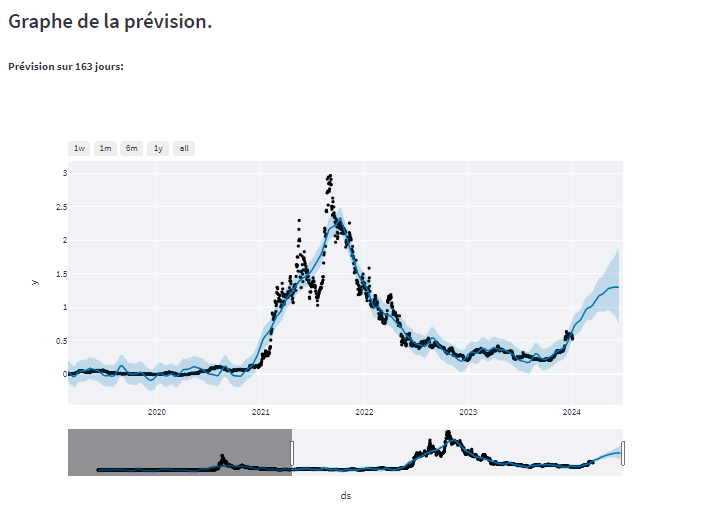 Graphe de la prévision.
Prévision sur 163 jours:
1w 1m 6m 1y all
3
2.5
2
1.5
1
0.5
0
y
2020 2021 2022 2023 2024
ds